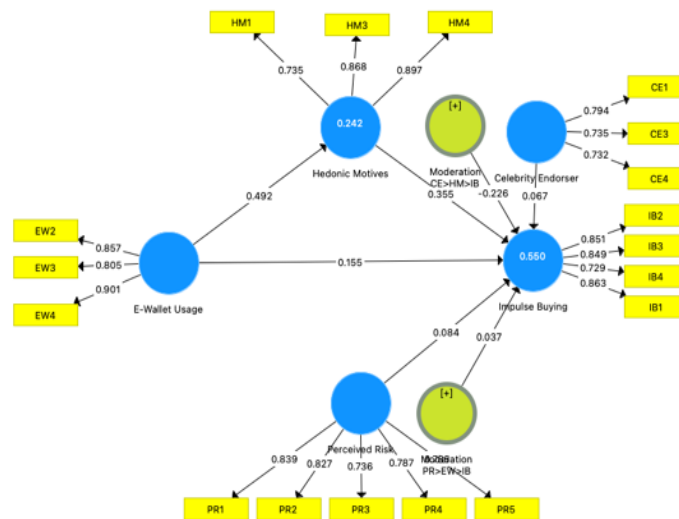 HM1
HM3
HM4
0.735
0.868
0.897
CE1
CE3
CE4
0.794
0.735
0.732
[+]
0.242
Hedonic Motives
Moderation
CE>HM>IB
Celebrity Endorser
0.492
0.355
-0.226
0.067
EW2
EW3
EW4
0.857
0.805
0.901
E-Wallet Usage
0.155
0.550
Impulse Buying
0.851
0.849
0.729
0.863
IB2
IB3
IB4
IB1
0.084
0.037
[+]
Perceived Risk
Moderation
PR>EW>IB
0.839
0.827
0.736
0.787
PR1
PR2
PR3
PR4
PR5